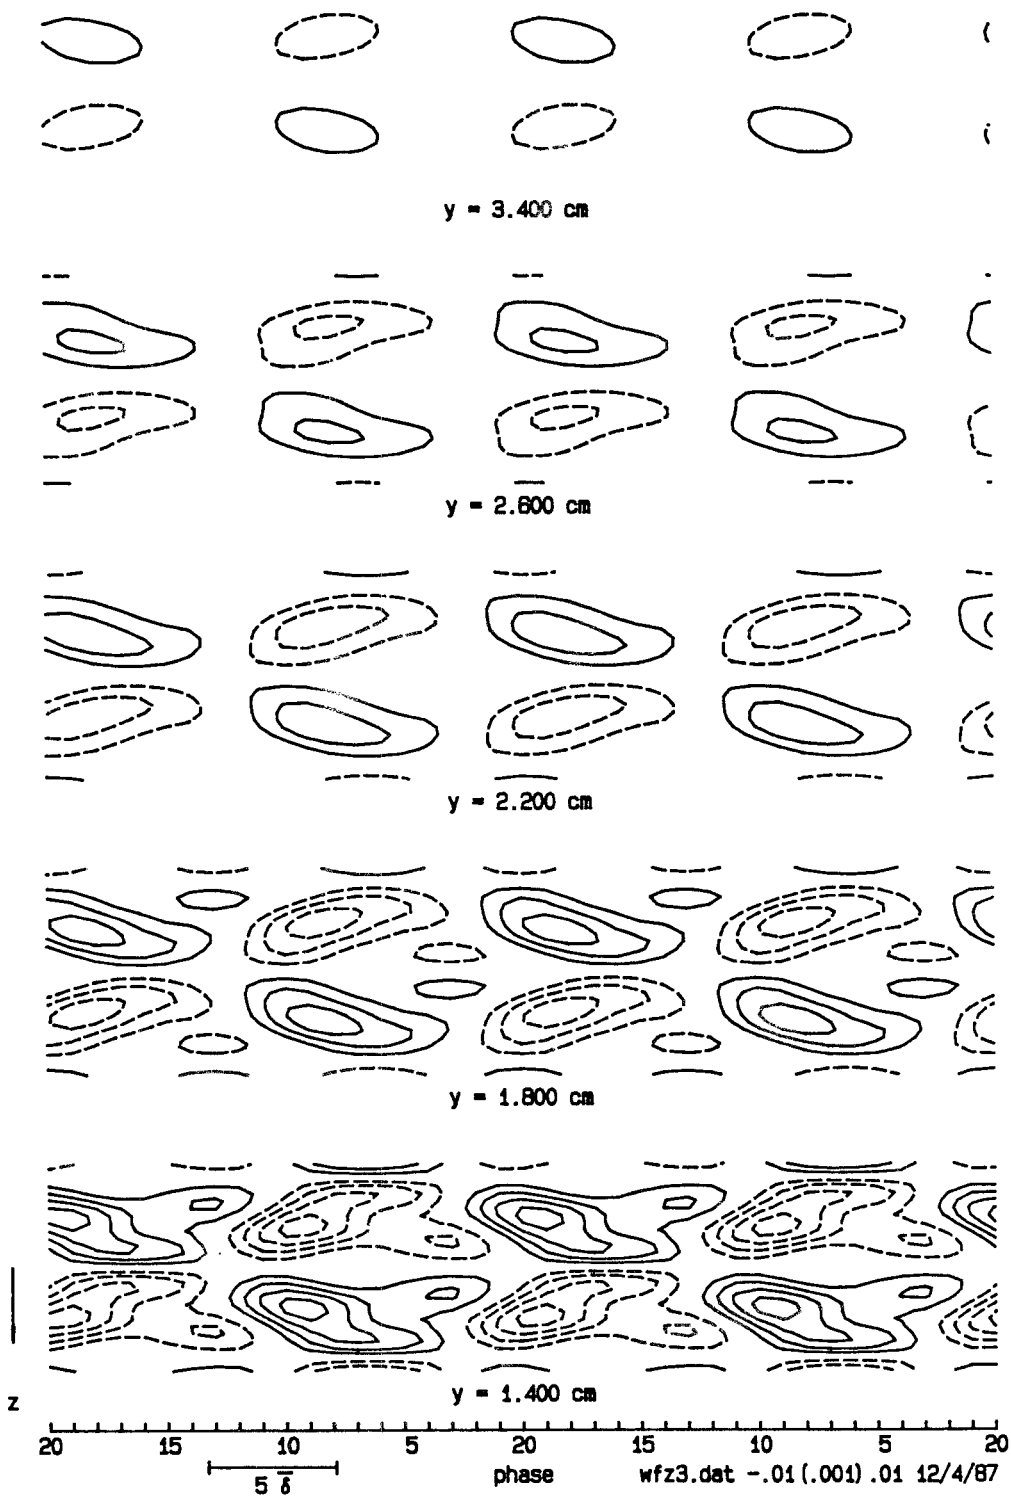 y = 3.400 cm
y = 2.600 cm
y = 2.200 cm
y = 1.800 cm
y = 1.400 cm
z
20 15 10 5 20 15 10 5 20
5 δ̅ phase wfz3.dat -.01(.001).01 12/4/87